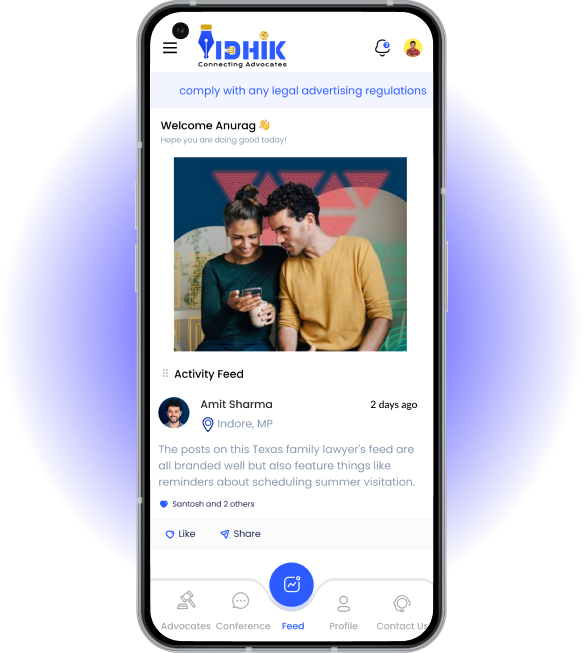 VIDHIK
Connecting Advocates
comply with any legal advertising regulations
Welcome Anurag 👋
Hope you are doing good today!
Activity Feed
Amit Sharma
2 days ago
Indore, MP
The posts on this Texas family lawyer's feed are
all branded well but also feature things like
reminders about scheduling summer visitation.
Santosh and 2 others
Like Share
Advocates Conference Feed Profile Contact Us